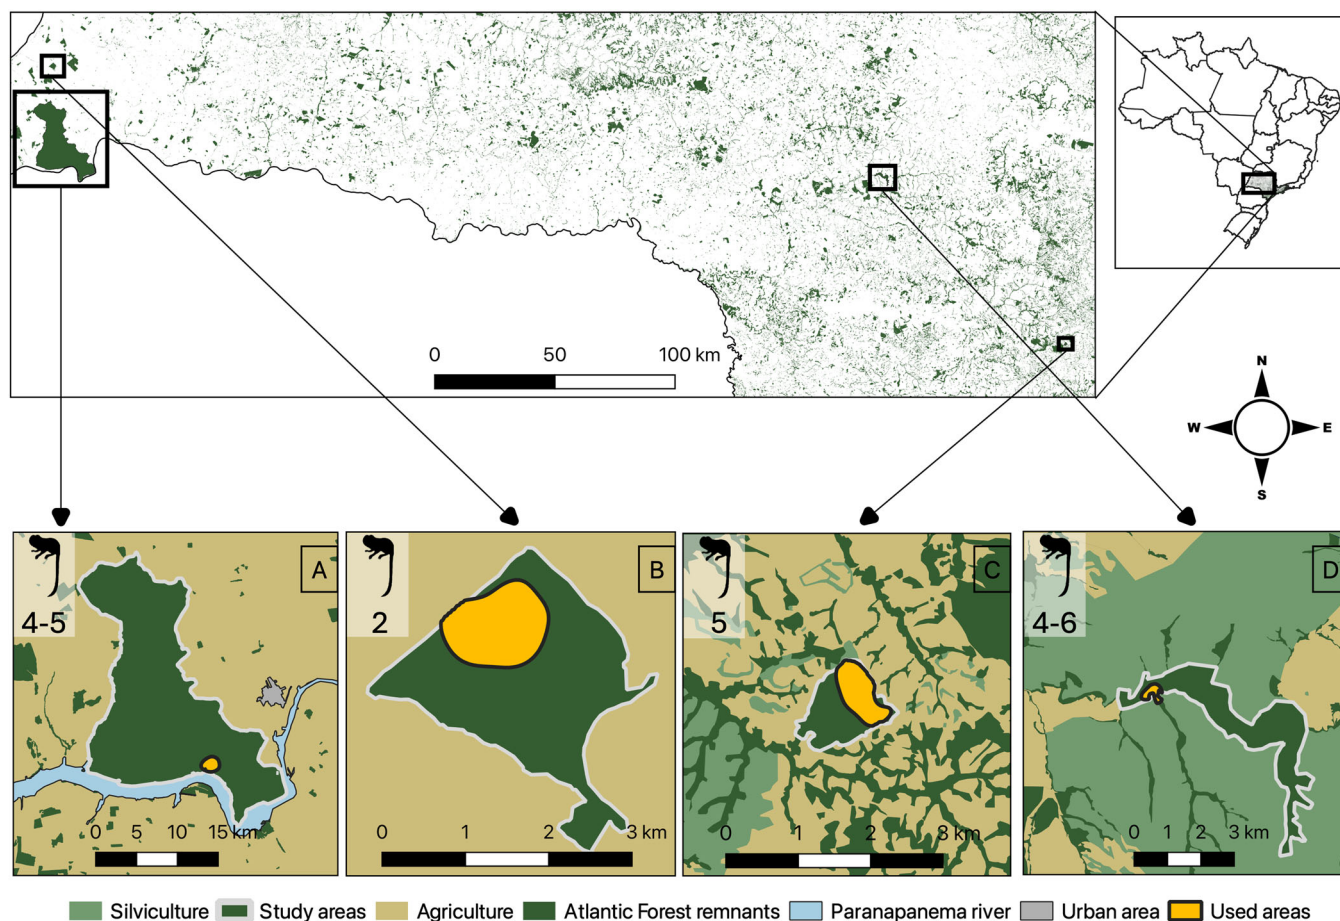 0 50 100 km
N
W E
S
A
4-5
0 5 10 15 km
B
2
0 1 2 3 km
C
5
0 1 2 3 km
D
4-6
0 1 2 3 km
Silviculture Study areas Agriculture Atlantic Forest remnants Paranapanema river Urban area Used areas